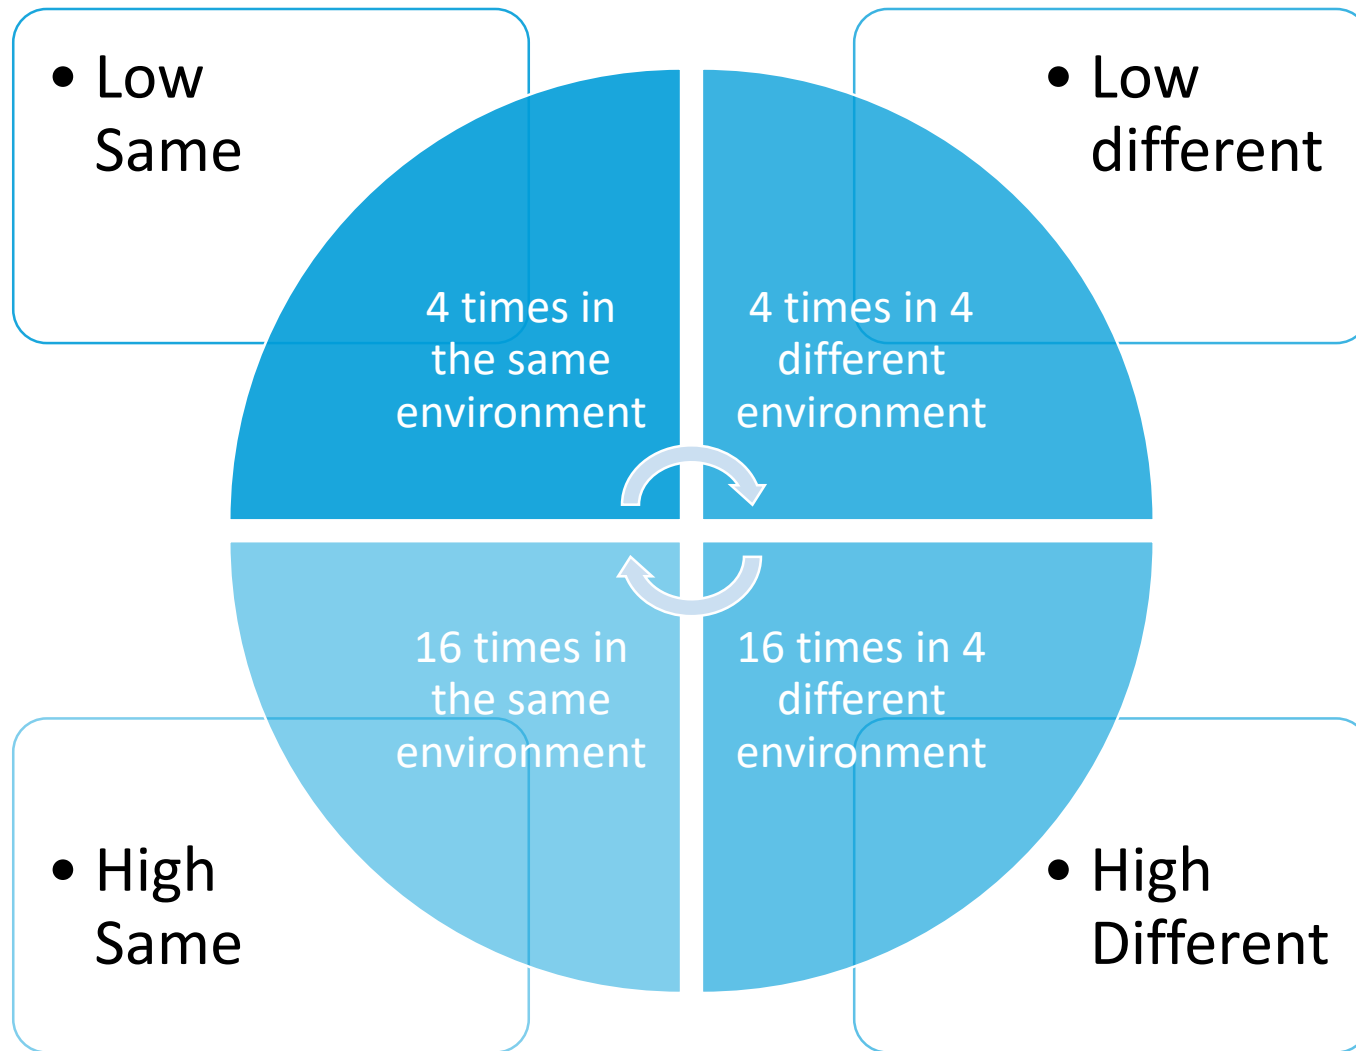 • Low
Same
• Low
different
4 times in
the same
environment
4 times in 4
different
environment
16 times in
the same
environment
16 times in 4
different
environment
• High
Same
• High
Different